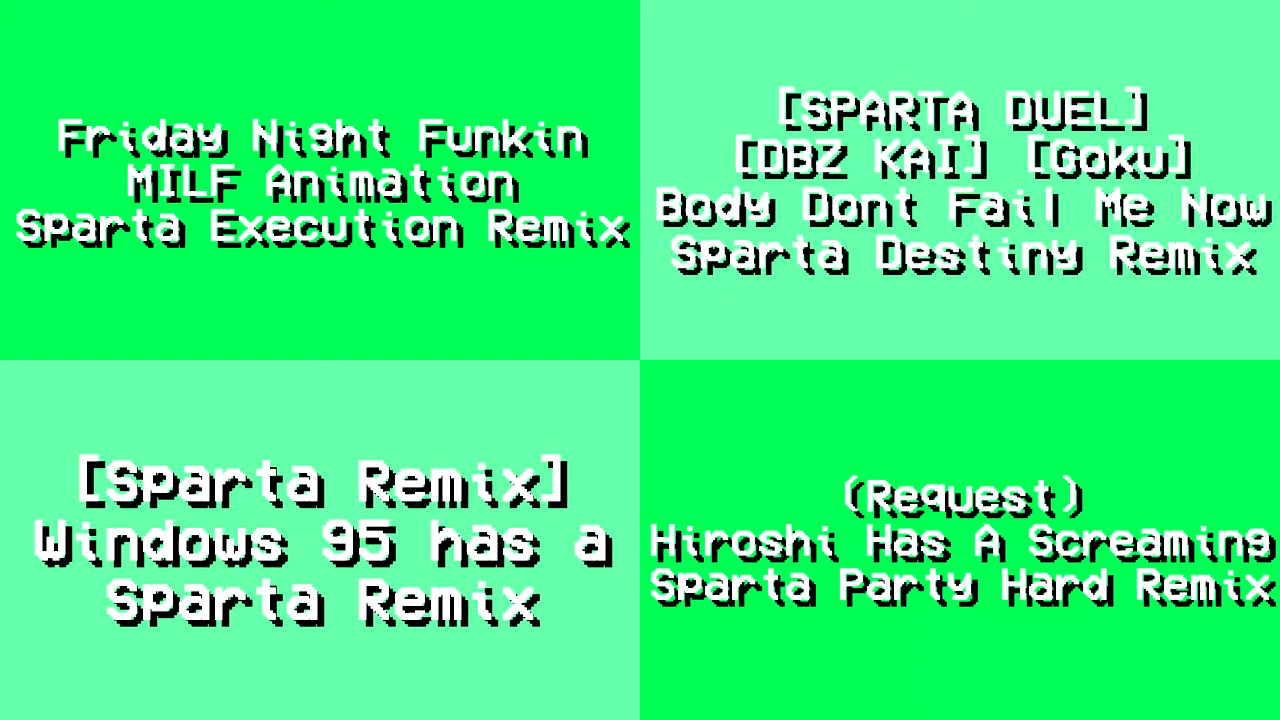 Friday Night Funkin
MILF Animation
Sparta Execution Remix
[SPARTA DUEL]
[DBZ KAI] [Goku]
Body Dont Fail Me Now
Sparta Destiny Remix
[Sparta Remix]
Windows 95 has a
Sparta Remix
(Request)
Hiroshi Has A Screaming
Sparta Party Hard Remix